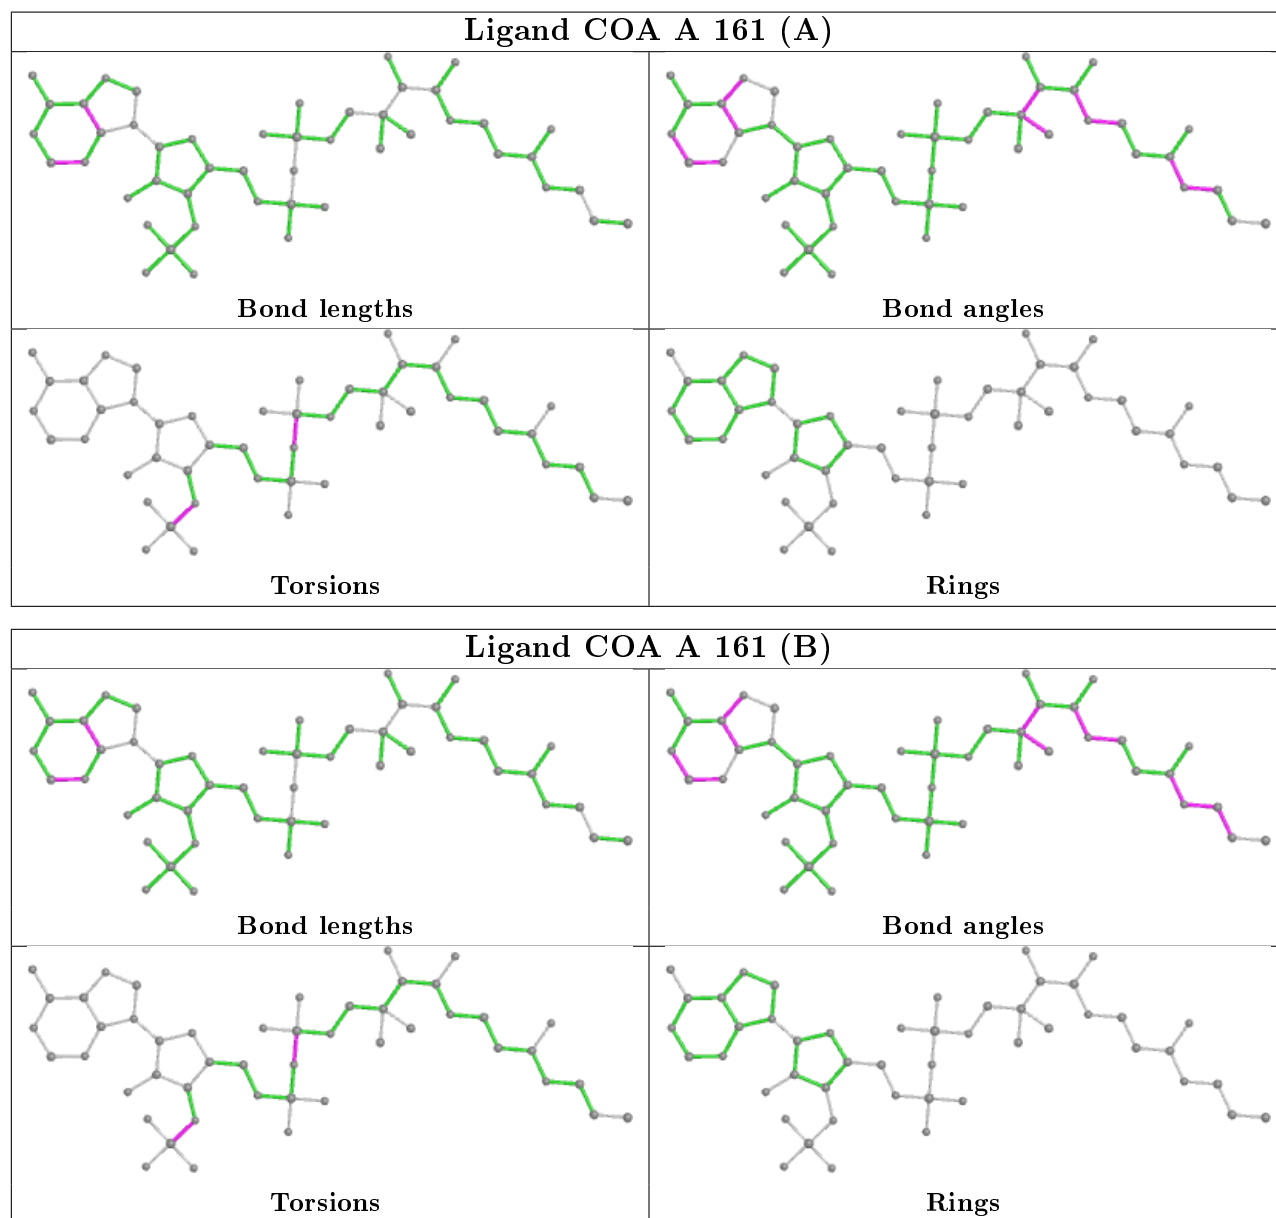 Ligand COA A 161 (A)
Bond lengths
Bond angles
Torsions
Rings
Ligand COA A 161 (B)
Bond lengths
Bond angles
Torsions
Rings